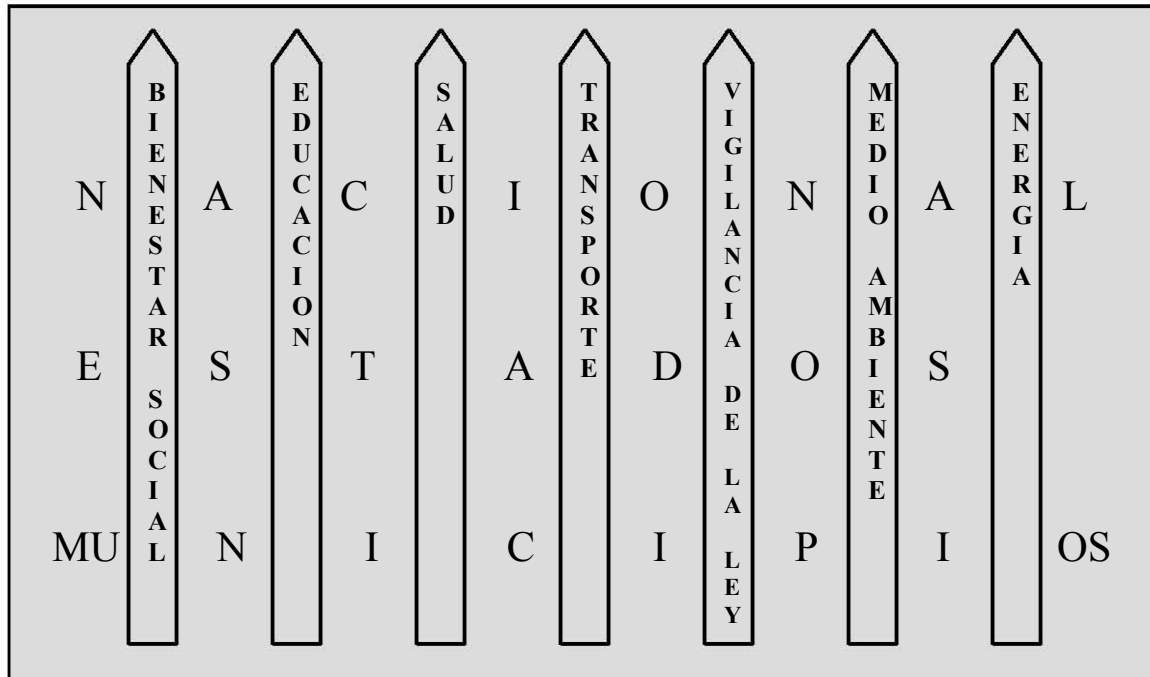 BIENESTAR SOCIAL
EDUCACION
SALUD
TRANSPORTE
VIGILANCIA DE LA LEY
MEDIO AMBIENTE
ENERGIA
N A C I O N A L
E S T A D O S
MU N I C I P I OS